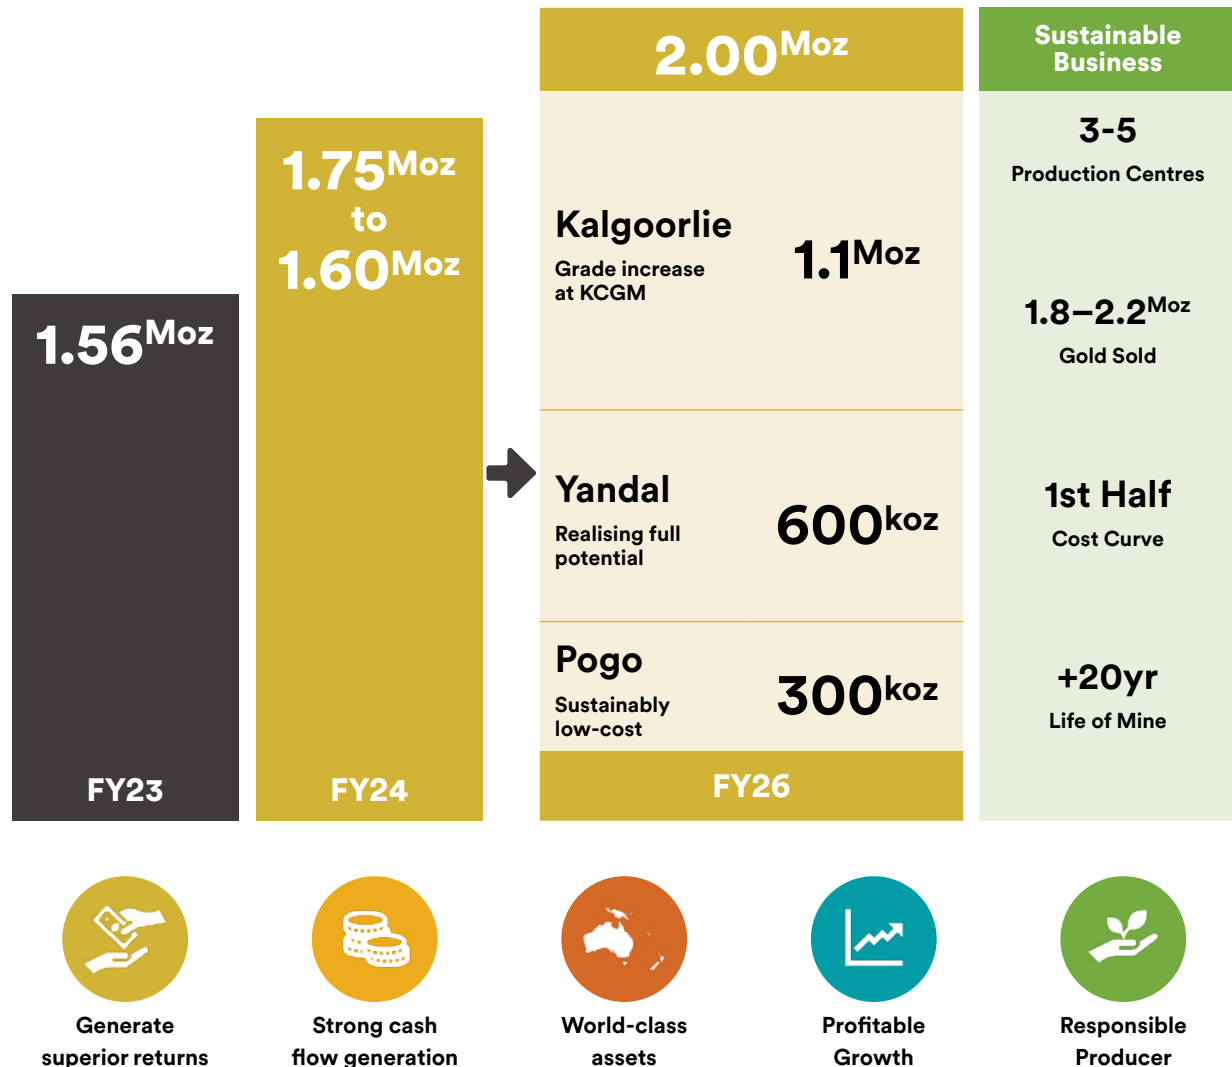 1.56Moz
FY23
1.75Moz
to
1.60Moz
FY24
2.00Moz
Kalgoorlie
Grade increase
at KCGM
1.1Moz
Yandal
Realising full
potential
600koz
Pogo
Sustainably
low-cost
300koz
FY26
Sustainable
Business
3-5
Production Centres
1.8–2.2Moz
Gold Sold
1st Half
Cost Curve
+20yr
Life of Mine
Generate
superior returns
Strong cash
flow generation
World-class
assets
Profitable
Growth
Responsible
Producer